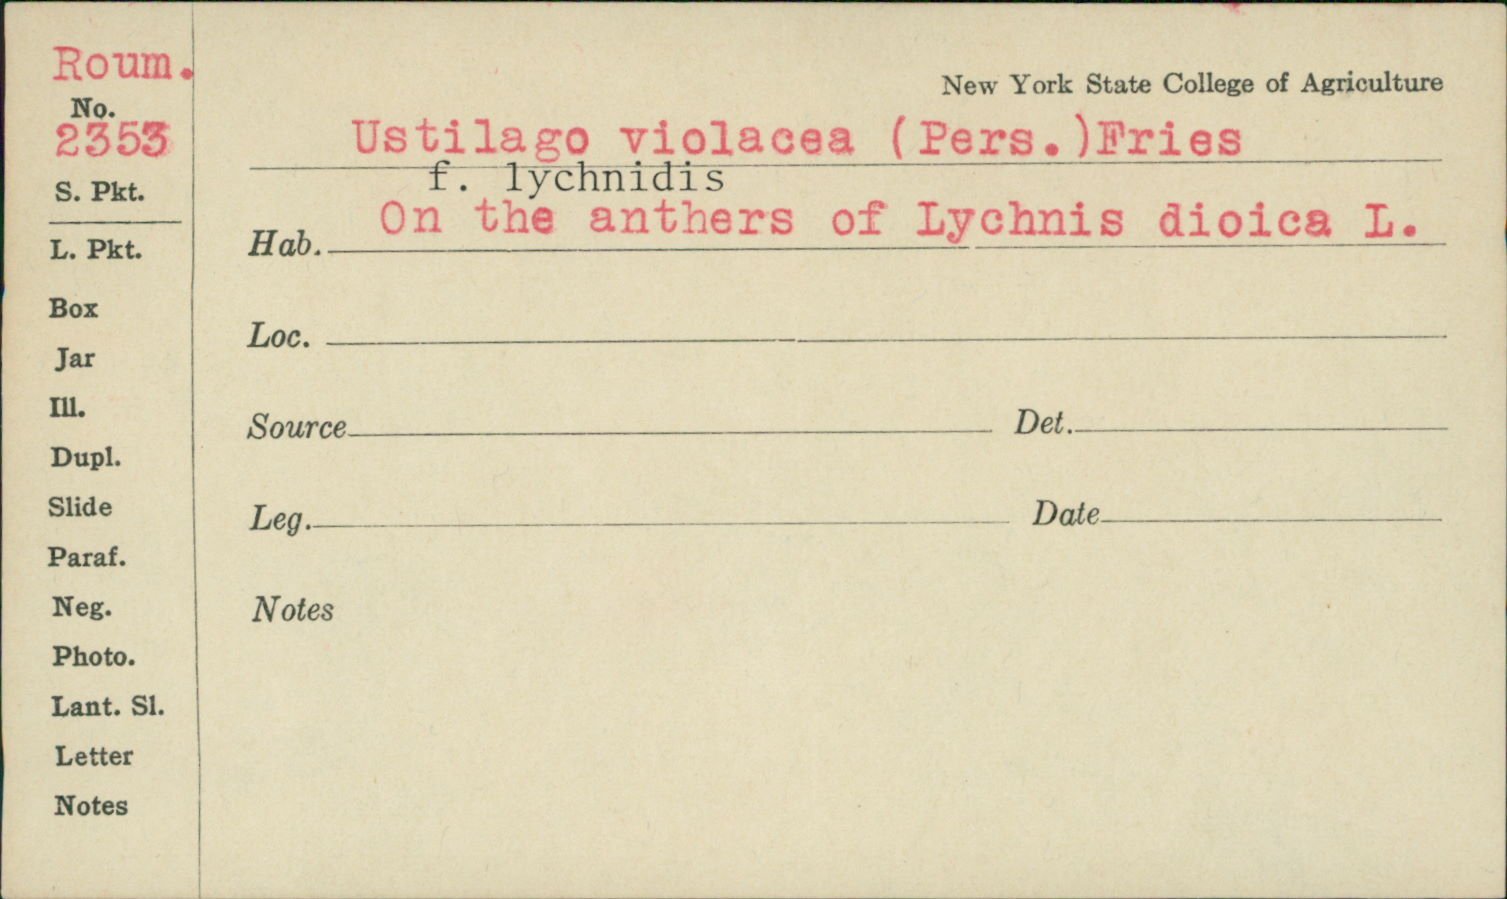 Roum.
No.
2353
S. Pkt.
L. Pkt.
Box
Jar
Ill.
Dupl.
Slide
Paraf.
Neg.
Photo.
Lant. Sl.
Letter
Notes
New York State College of Agriculture
Ustilago violacea (Pers.)Fries
f. lychnidis
Hab. On the anthers of Lychnis dioica L.
Loc.
Source Det.
Leg. Date
Notes